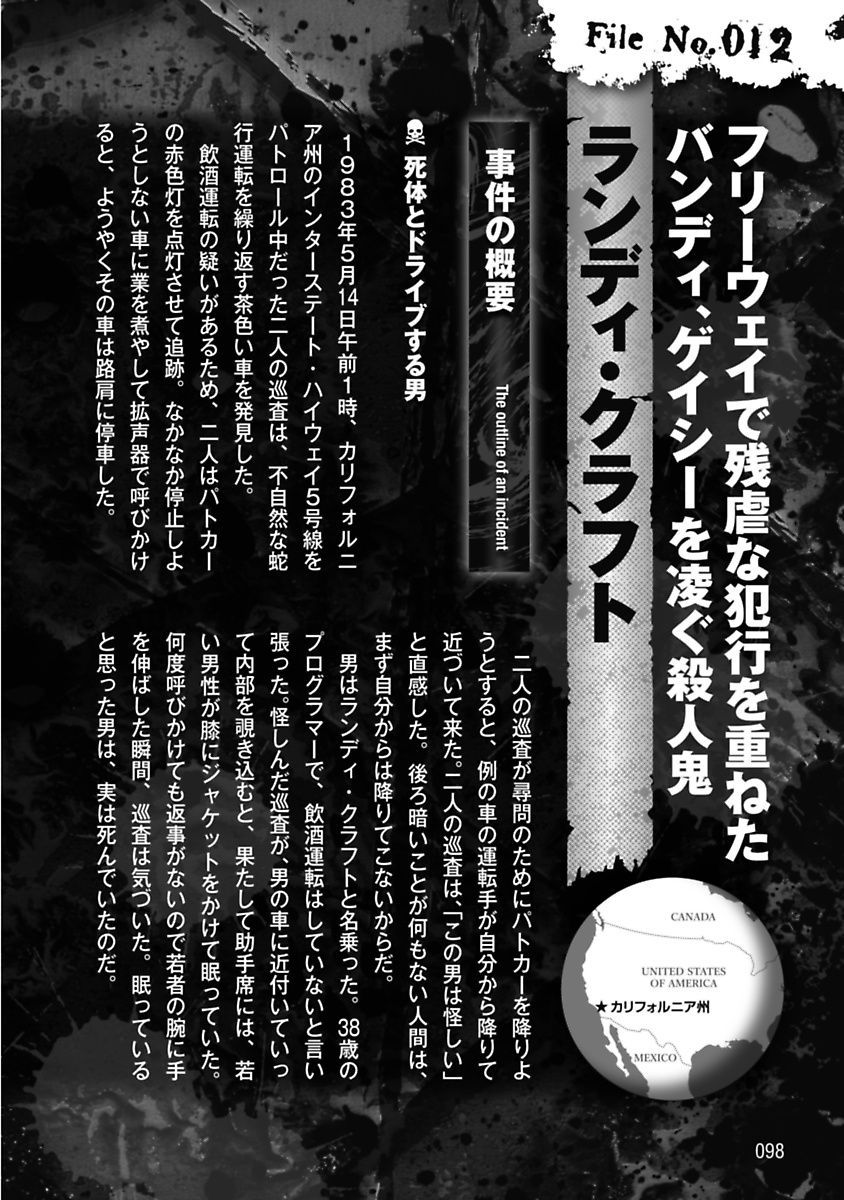 File No.012
フリーウェイで残虐な犯行を重ねた
バンディ、ゲイシーを凌ぐ殺人鬼
ランディ・クラフト
事件の概要
The outline of an incident
死体とドライブする男
1983年5月14日午前1時、カリフォルニ
ア州のインターステート・ハイウェイ5号線を
パトロール中だった二人の巡査は、不自然な蛇
行運転を繰り返す茶色い車を発見した。
飲酒運転の疑いがあるため、二人はパトカー
の赤色灯を点灯させて追跡。なかなか停止しよ
うとしない車に業を煮やして拡声器で呼びかけ
ると、ようやくその車は路肩に停車した。
二人の巡査が尋問のためにパトカーを降りよ
うとすると、例の車の運転手が自分から降りて
近づいて来た。二人の巡査は、「この男は怪しい」
と直感した。後ろ暗いことが何もない人間は、
まず自分からは降りてこないからだ。
男はランディ・クラフトと名乗った。38歳の
プログラマーで、飲酒運転はしていないと言い
張った。怪しんだ巡査が、男の車に近付いていっ
て内部を覗き込むと、果たして助手席には、若
い男性が膝にジャケットをかけて眠っていた。
何度呼びかけても返事がないので若者の腕に手
を伸ばした瞬間、巡査は気づいた。眠っている
と思った男は、実は死んでいたのだ。
CANADA
UNITED STATES
OF AMERICA
★カリフォルニア州
MEXICO
098